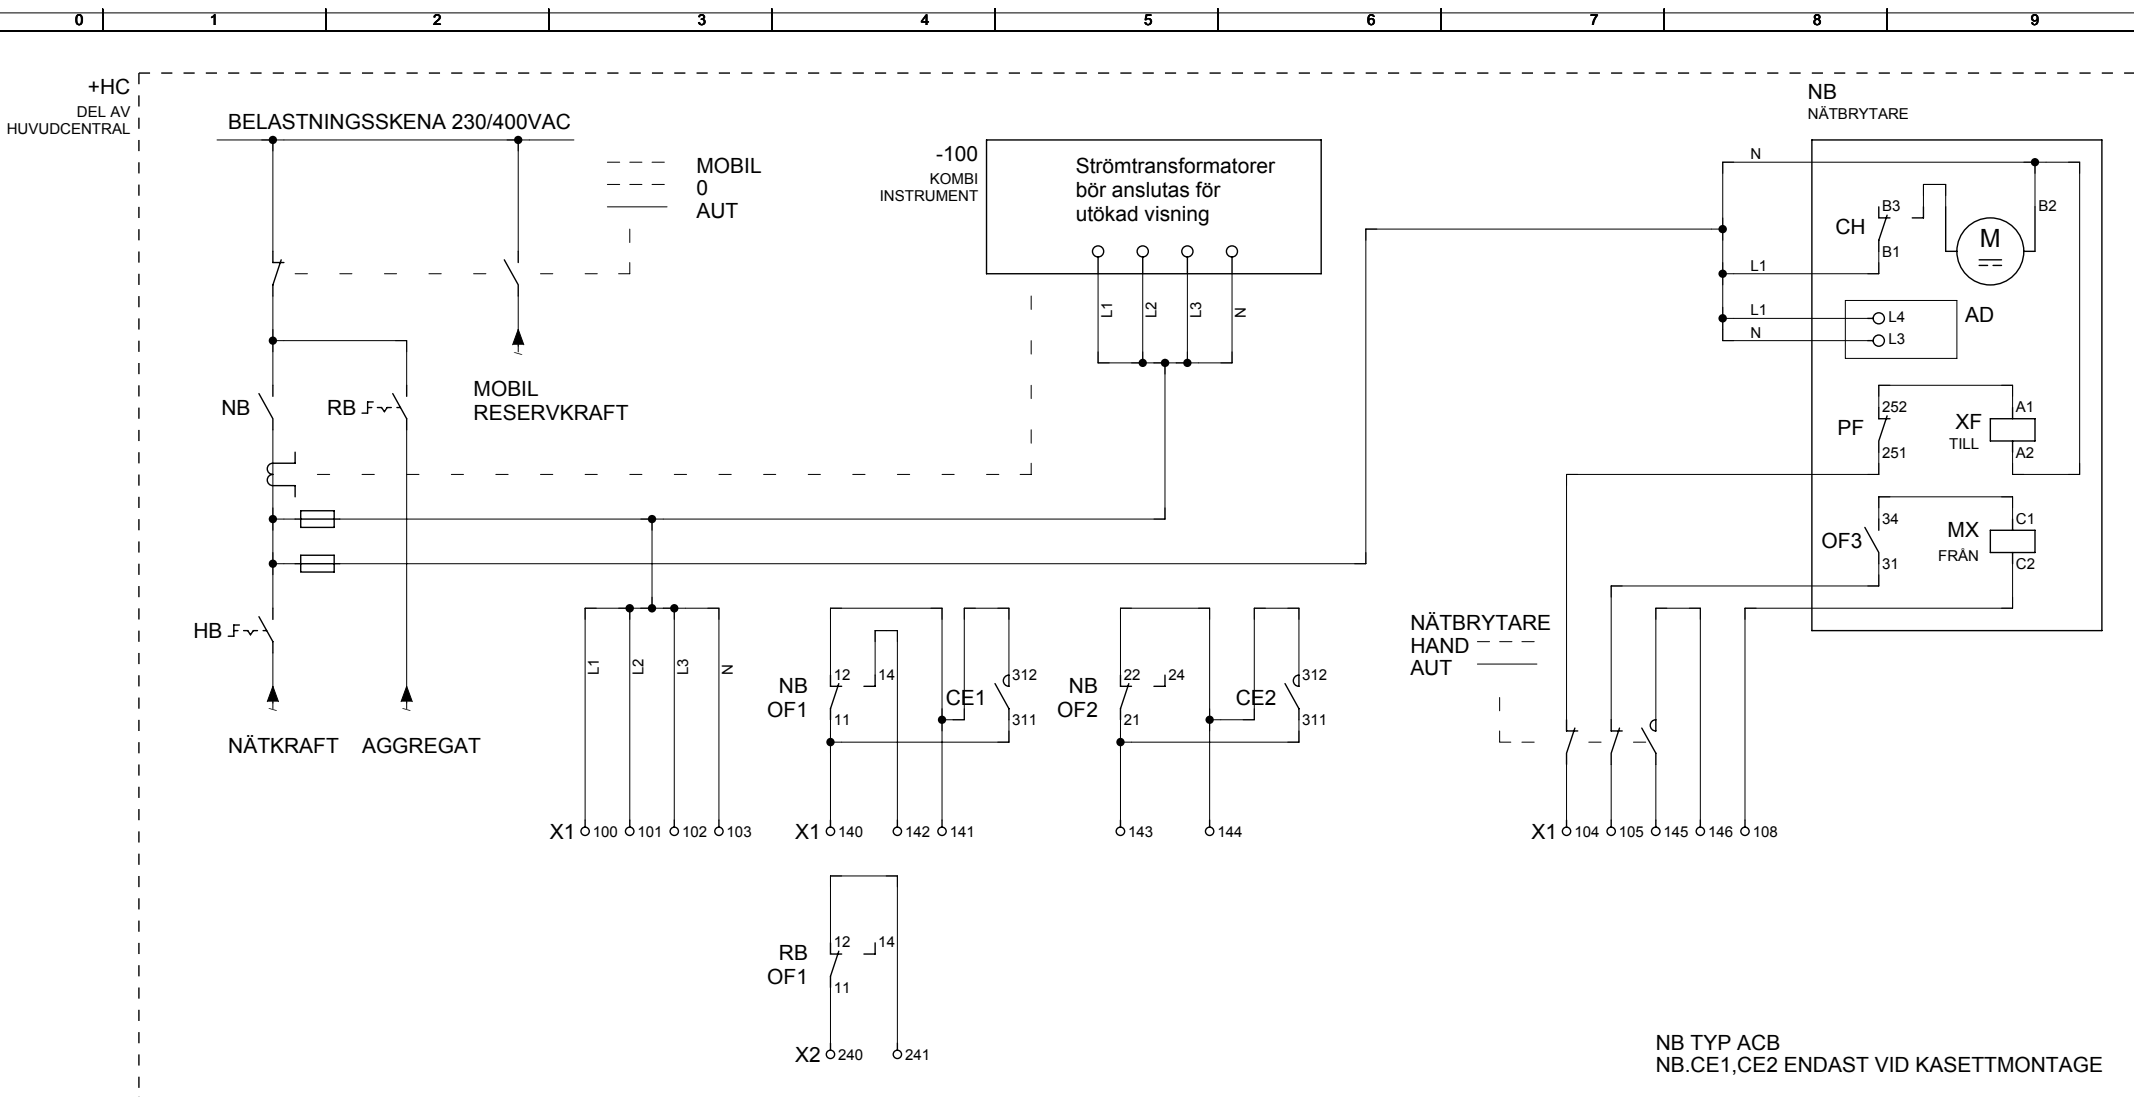 0 1 2 3 4 5 6 7 8 9
+HC
DEL AV
HUVUDCENTRAL
BELASTNINGSSKENA 230/400VAC
MOBIL
0
AUT
-100
KOMBI
INSTRUMENT
Strömtransformatorer
bör anslutas för
utökad visning
L1 L2 L3 N
NB
NÄTBRYTARE
N
CH
B3
B1
M
B2
L1
L1
N
L4
L3
AD
PF
252
251
XF
TILL
A1
A2
OF3
34
31
MX
FRÅN
C1
C2
NB
RB
MOBIL
RESERVKRAFT
HB
NÄTKRAFT
AGGREGAT
L1 L2 L3 N
X1 100 101 102 103
NB
OF1
12 14
11
CE1
312
311
X1 140 142 141
NB
OF2
22 24
21
CE2
312
311
143 144
NÄTBRYTARE
HAND
AUT
X1 104 105 145 146 108
RB
OF1
12 14
11
X2 240 241
NB TYP ACB
NB.CE1,CE2 ENDAST VID KASETTMONTAGE